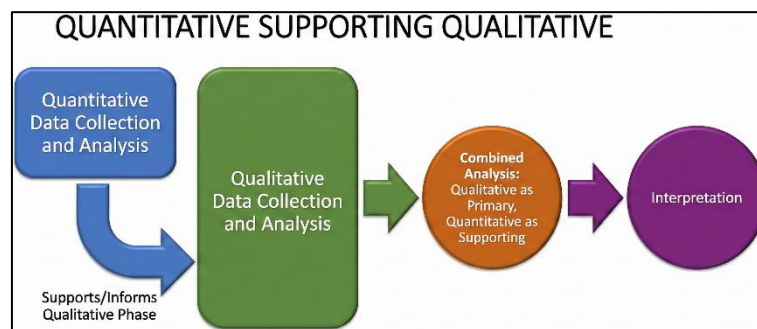 QUANTITATIVE SUPPORTING QUALITATIVE
Quantitative
Data Collection
and Analysis
Supports/Informs
Qualitative Phase
Qualitative
Data Collection
and Analysis
Combined
Analysis:
Qualitative as
Primary,
Quantitative as
Supporting
Interpretation